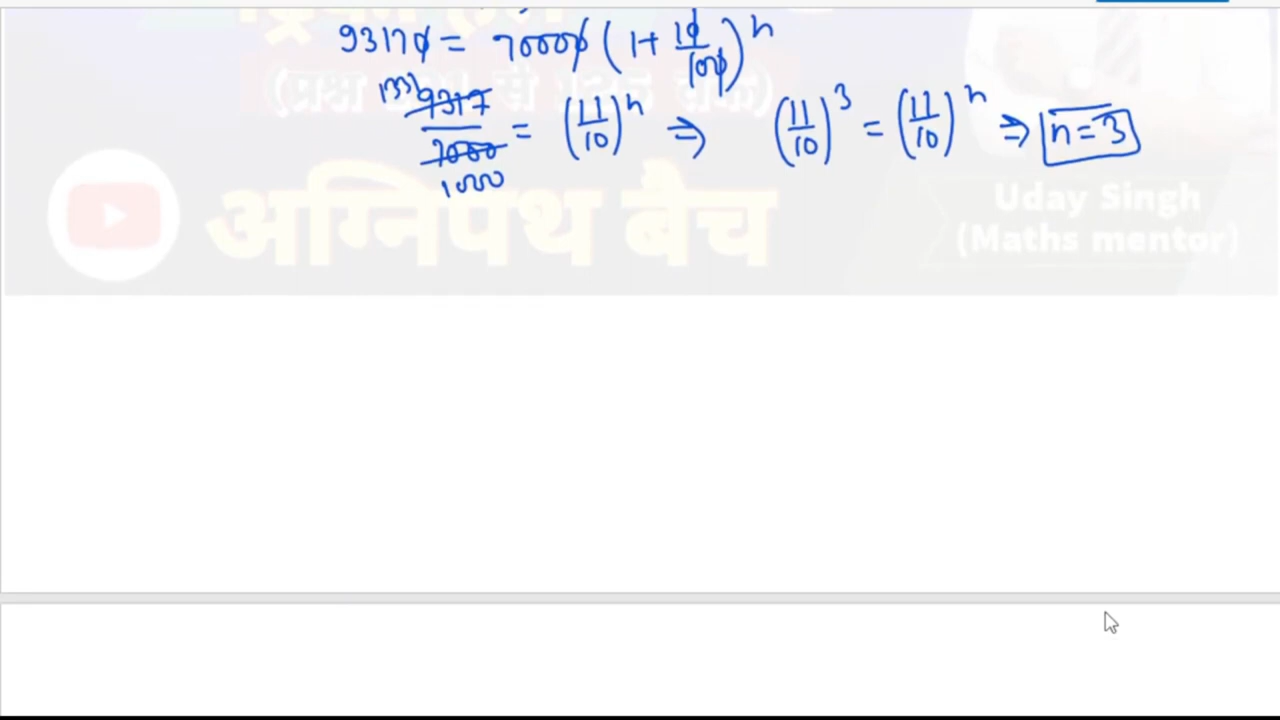 93170 = 70000 (1 + 10/100)^n
1331 9317/7000 1000 = (11/10)^n ⇒ (11/10)^3 = (11/10)^n ⇒ n = 3
अग्निपथ बैच
Uday Singh
(Maths mentor)